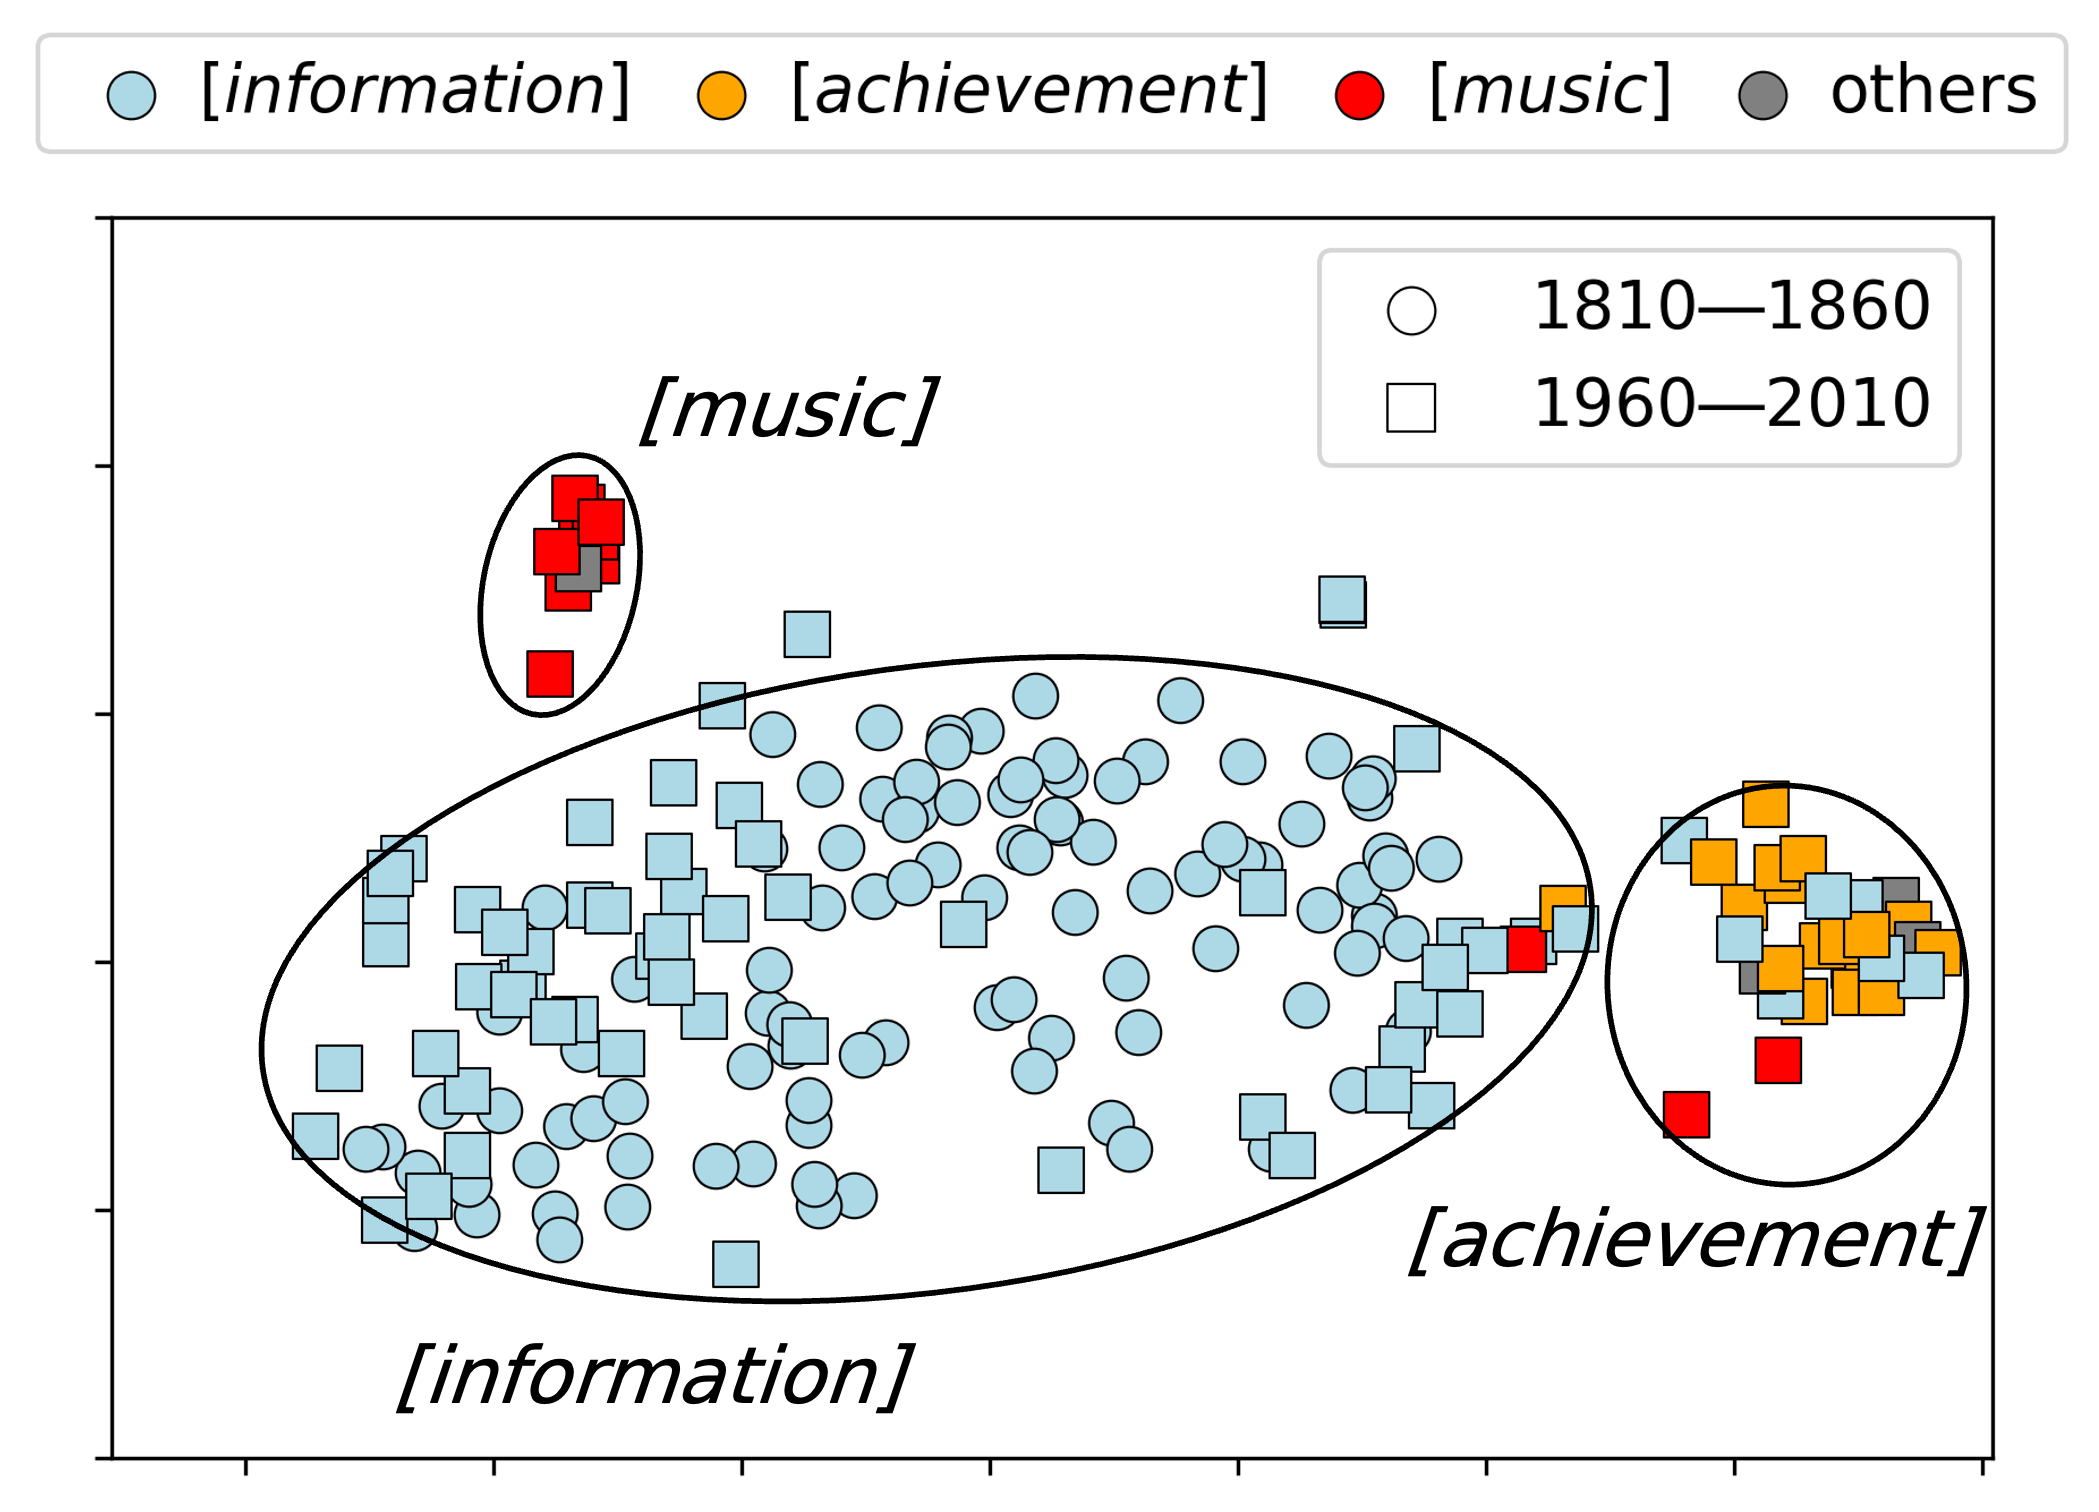 [information] [achievement] [music] others
1810—1860
1960—2010
[music]
[achievement]
[information]